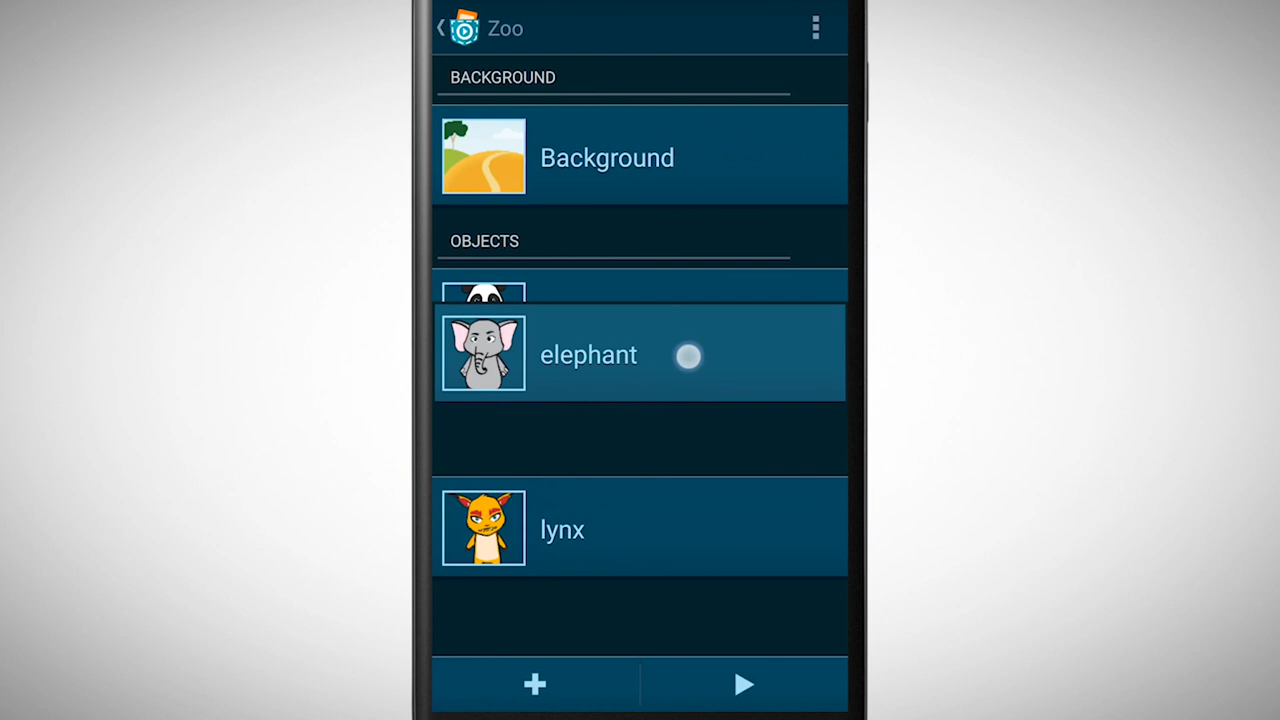 Zoo
BACKGROUND
Background
OBJECTS
elephant
lynx